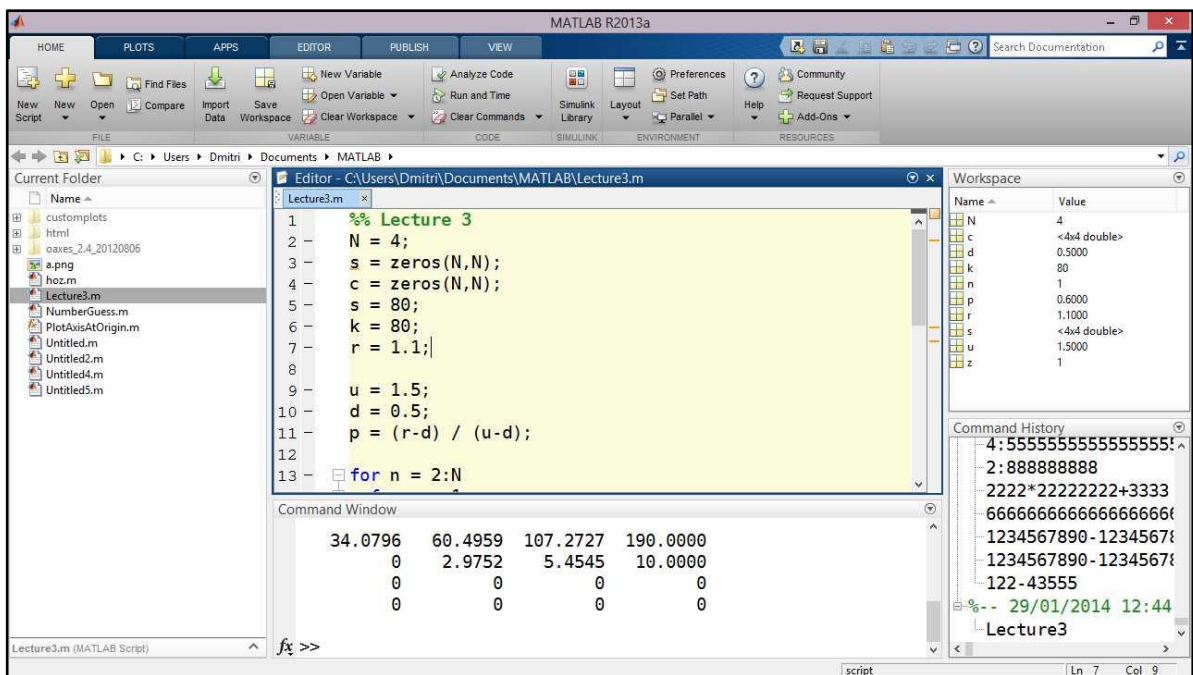 MATLAB R2013a
HOME PLOTS APPS EDITOR PUBLISH VIEW Search Documentation
New Script
New
Open
Find Files
Compare
Import Data
Save Workspace
New Variable
Open Variable
Clear Workspace
Analyze Code
Run and Time
Clear Commands
Simulink Library
Layout
Preferences
Set Path
Parallel
Help
Community
Request Support
Add-Ons
FILE VARIABLE CODE SIMULINK ENVIRONMENT RESOURCES
C: Users Dmitri Documents MATLAB
Current Folder
Name
customplots
html
oaxes_2.4_20120806
a.png
hoz.m
Lecture3.m
NumberGuess.m
PlotAxisAtOrigin.m
Untitled.m
Untitled2.m
Untitled4.m
Untitled5.m
Lecture3.m (MATLAB Script)
Editor - C:\Users\Dmitri\Documents\MATLAB\Lecture3.m
Lecture3.m
1 %% Lecture 3
2 – N = 4;
3 – s = zeros(N,N);
4 – c = zeros(N,N);
5 – s = 80;
6 – k = 80;
7 – r = 1.1;
8
9 – u = 1.5;
10 – d = 0.5;
11 – p = (r-d) / (u-d);
12
13 – for n = 2:N
Command Window
34.0796 60.4959 107.2727 190.0000
0 2.9752 5.4545 10.0000
0 0 0 0
0 0 0 0
fx >>
Workspace
Name Value
N 4
c <4x4 double>
d 0.5000
k 80
n 1
p 0.6000
r 1.1000
s <4x4 double>
u 1.5000
z 1
Command History
2:888888888
2222*22222222+3333
122-43555
%-- 29/01/2014 12:44
Lecture3
script Ln 7 Col 9